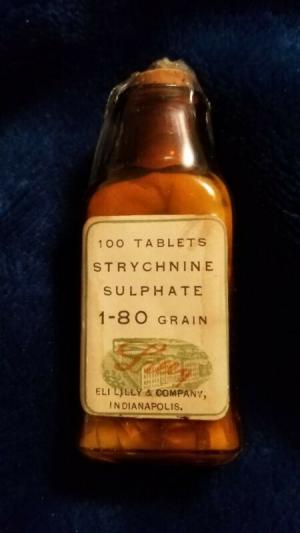 100 TABLETS
STRYCHNINE
SULPHATE
1-80 GRAIN
Lilly
ELI LILLY & COMPANY,
INDIANAPOLIS.